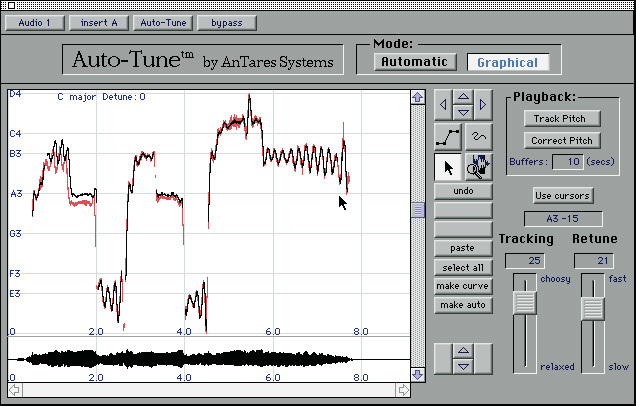 Audio 1 insert A Auto-Tune bypass
Auto-Tune™ by AnTares Systems
Mode:
Automatic Graphical
C major Detune: 0
D4
C4
B3
A3
G3
F3
E3
.0 2.0 4.0 6.0 8.0
.0 2.0 4.0 6.0 8.0
undo
paste
select all
make curve
make auto
Playback:
Track Pitch
Correct Pitch
Buffers: 10 (secs)
Use cursors
A3 -15
Tracking Retune
25 21
choosy fast
relaxed slow